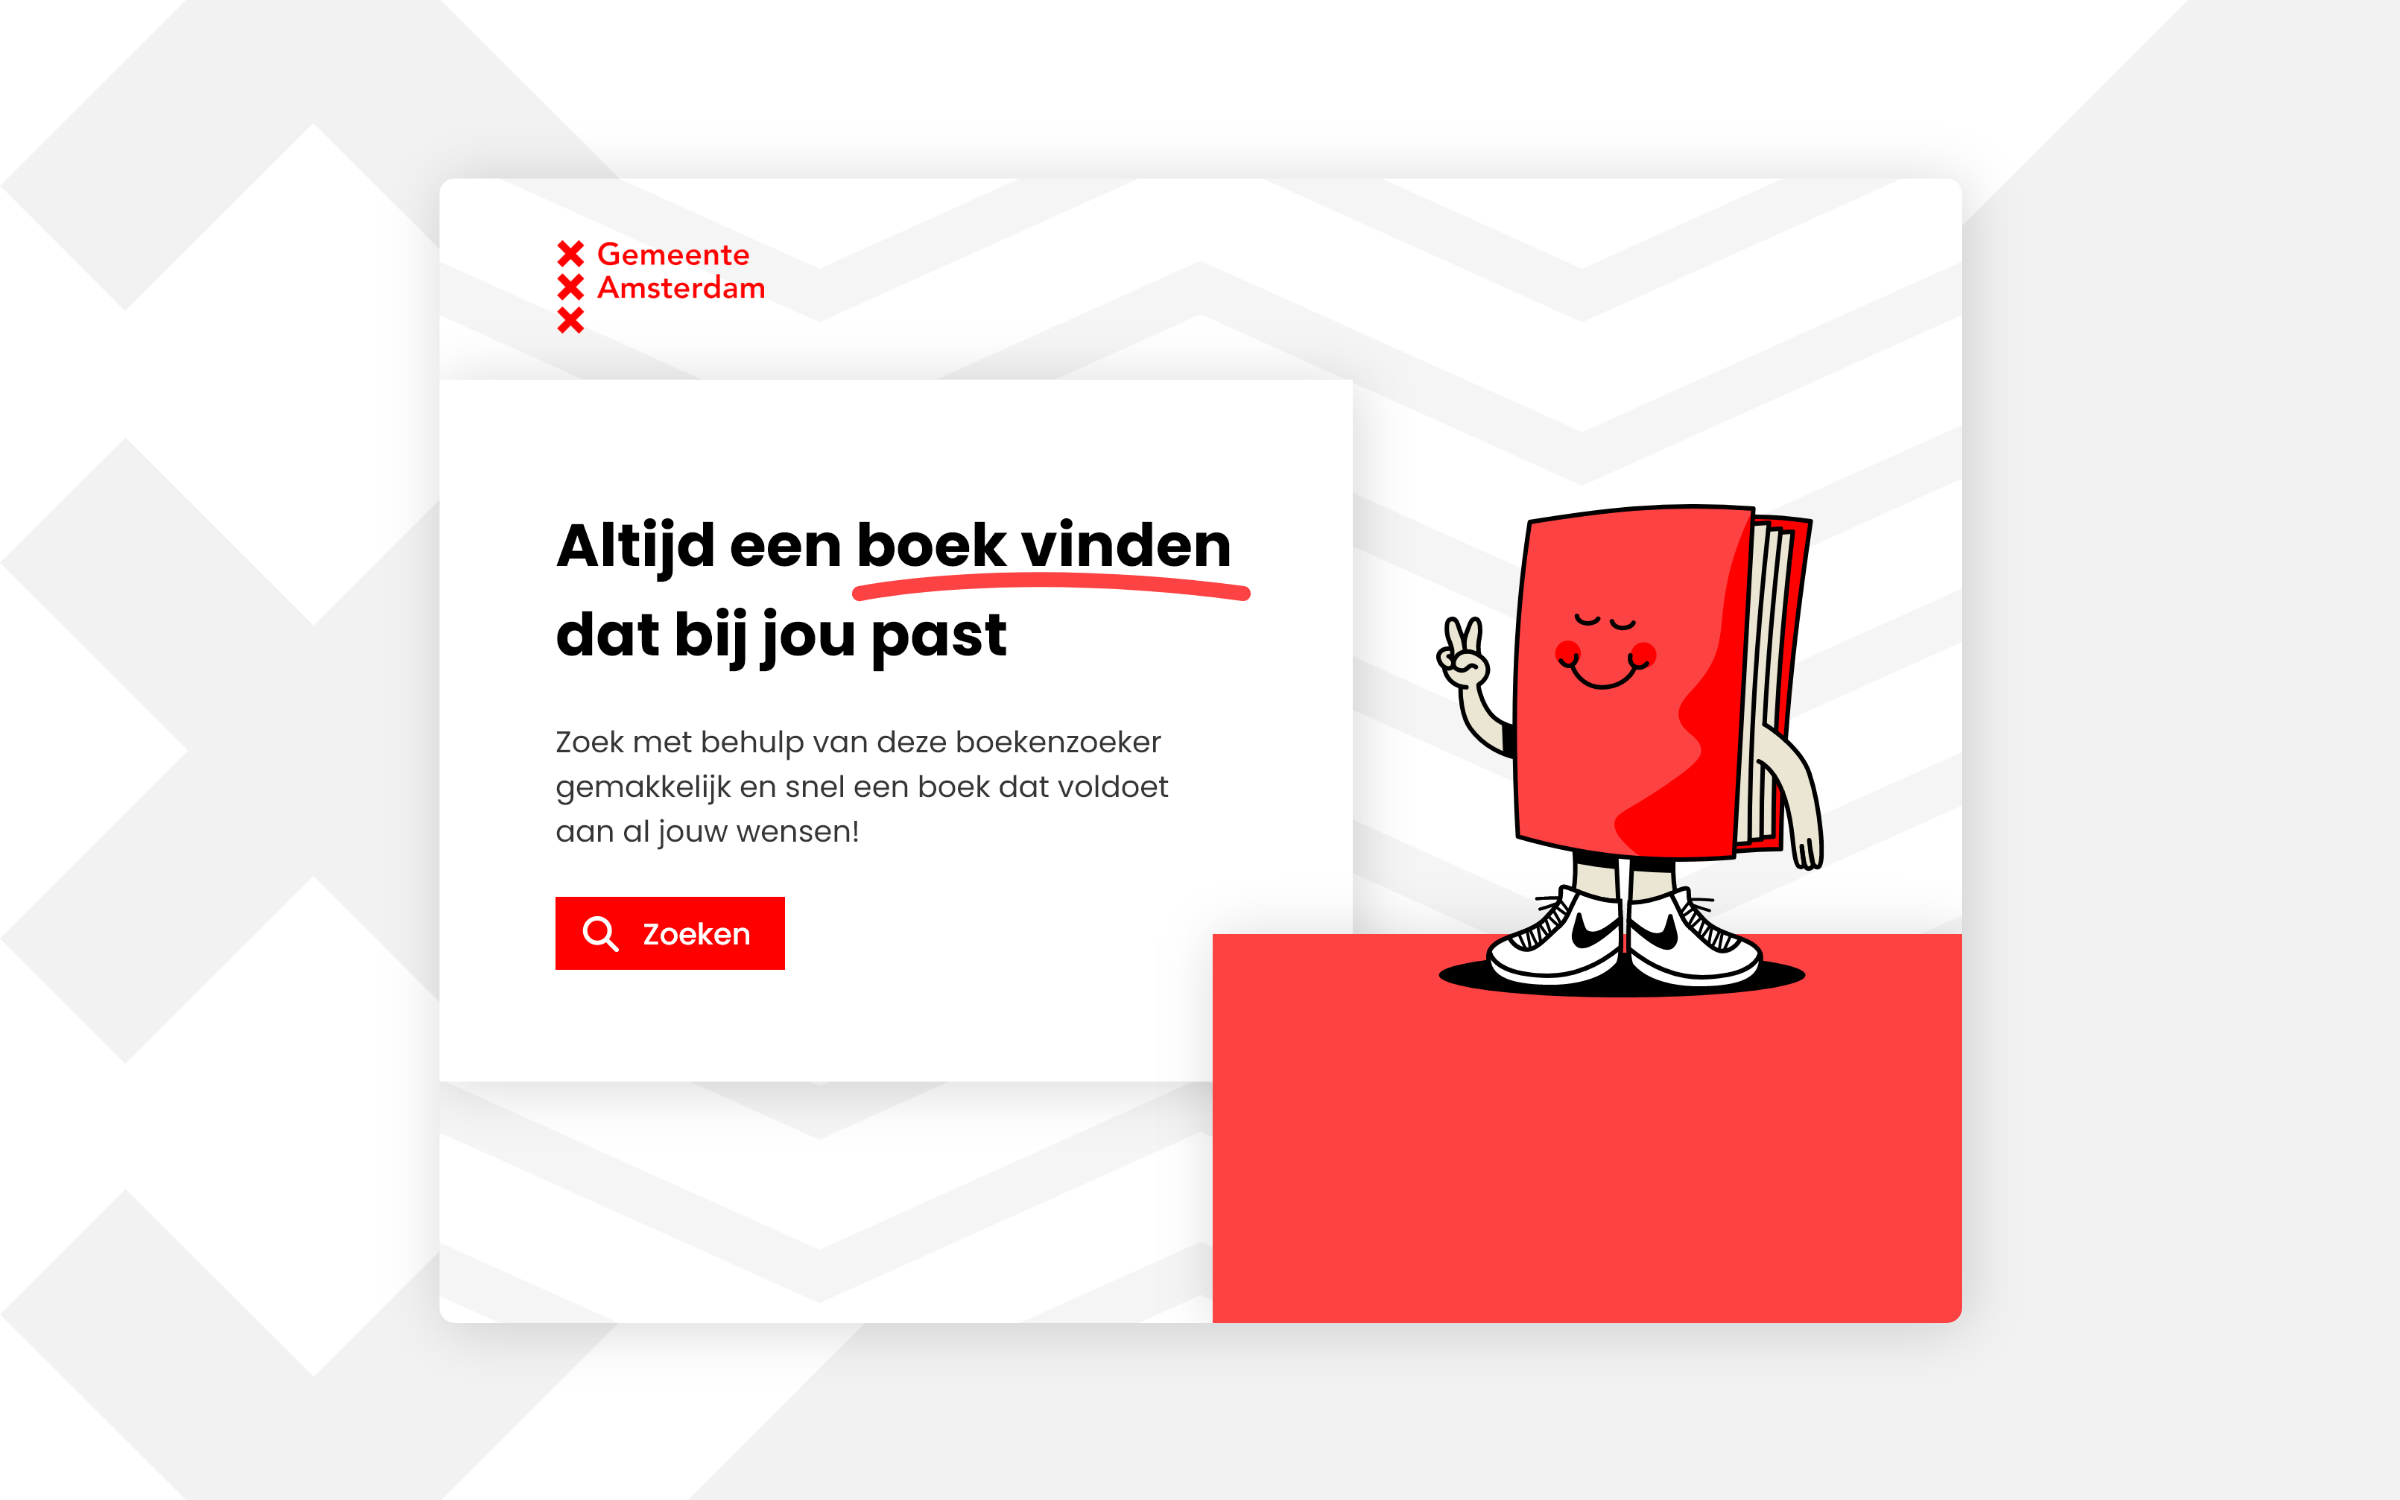 Gemeente
Amsterdam
Altijd een boek vinden
dat bij jou past
Zoek met behulp van deze boekenzoeker
gemakkelijk en snel een boek dat voldoet
aan al jouw wensen!
Zoeken